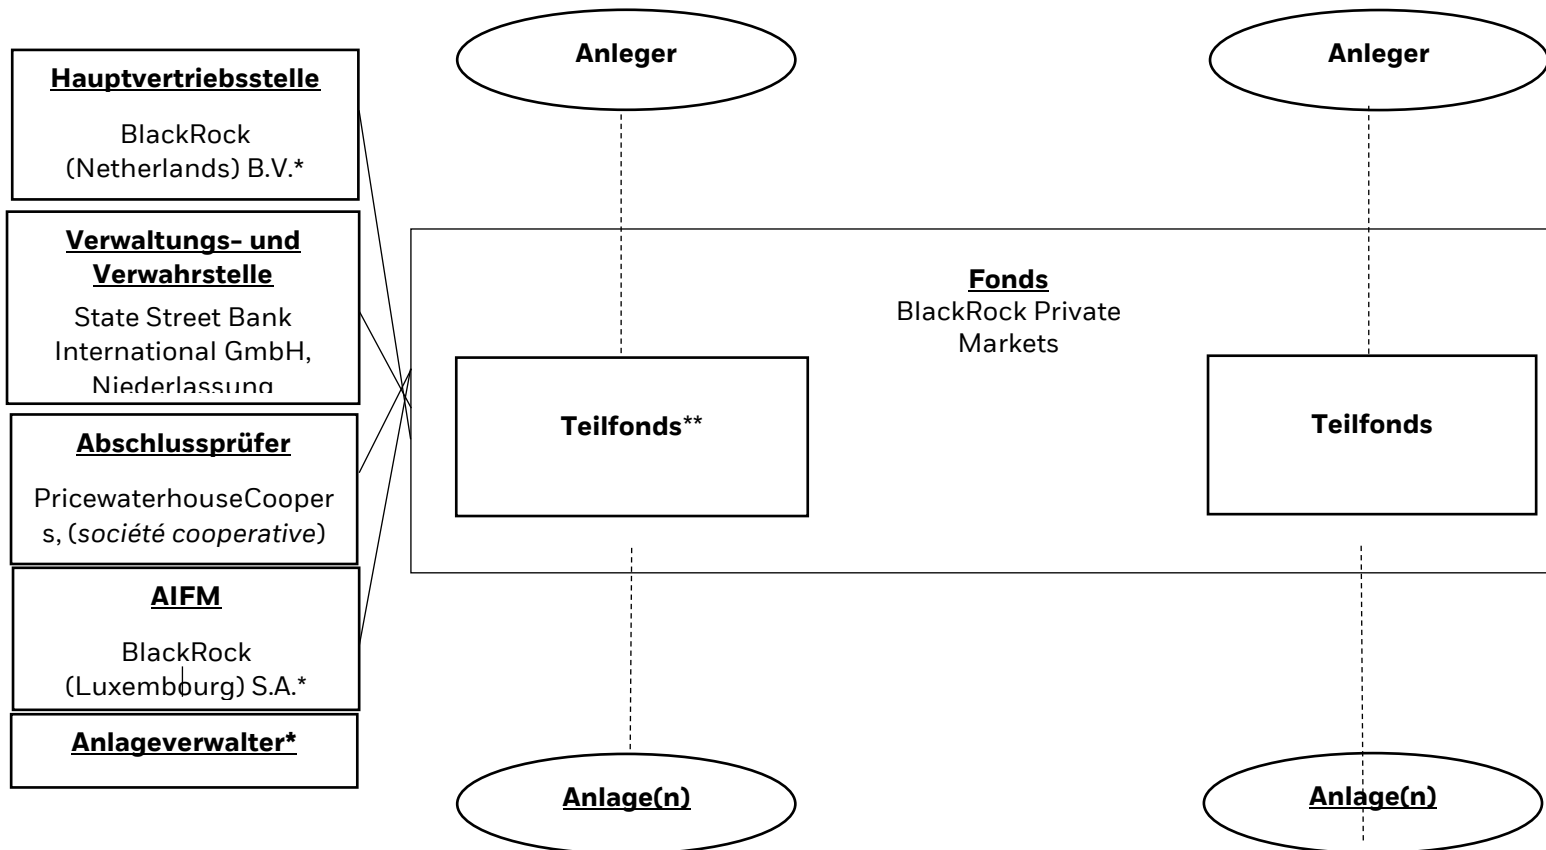 Hauptvertriebsstelle
BlackRock
(Netherlands) B.V.*
Verwaltungs- und
Verwahrstelle
State Street Bank
International GmbH,
Niederlassung
Abschlussprüfer
PricewaterhouseCooper
s, (société cooperative)
AIFM
BlackRock
(Luxembourg) S.A.*
Anlageverwalter*
Anleger
Anleger
Fonds
BlackRock Private
Markets
Teilfonds**
Teilfonds
Anlage(n)
Anlage(n)